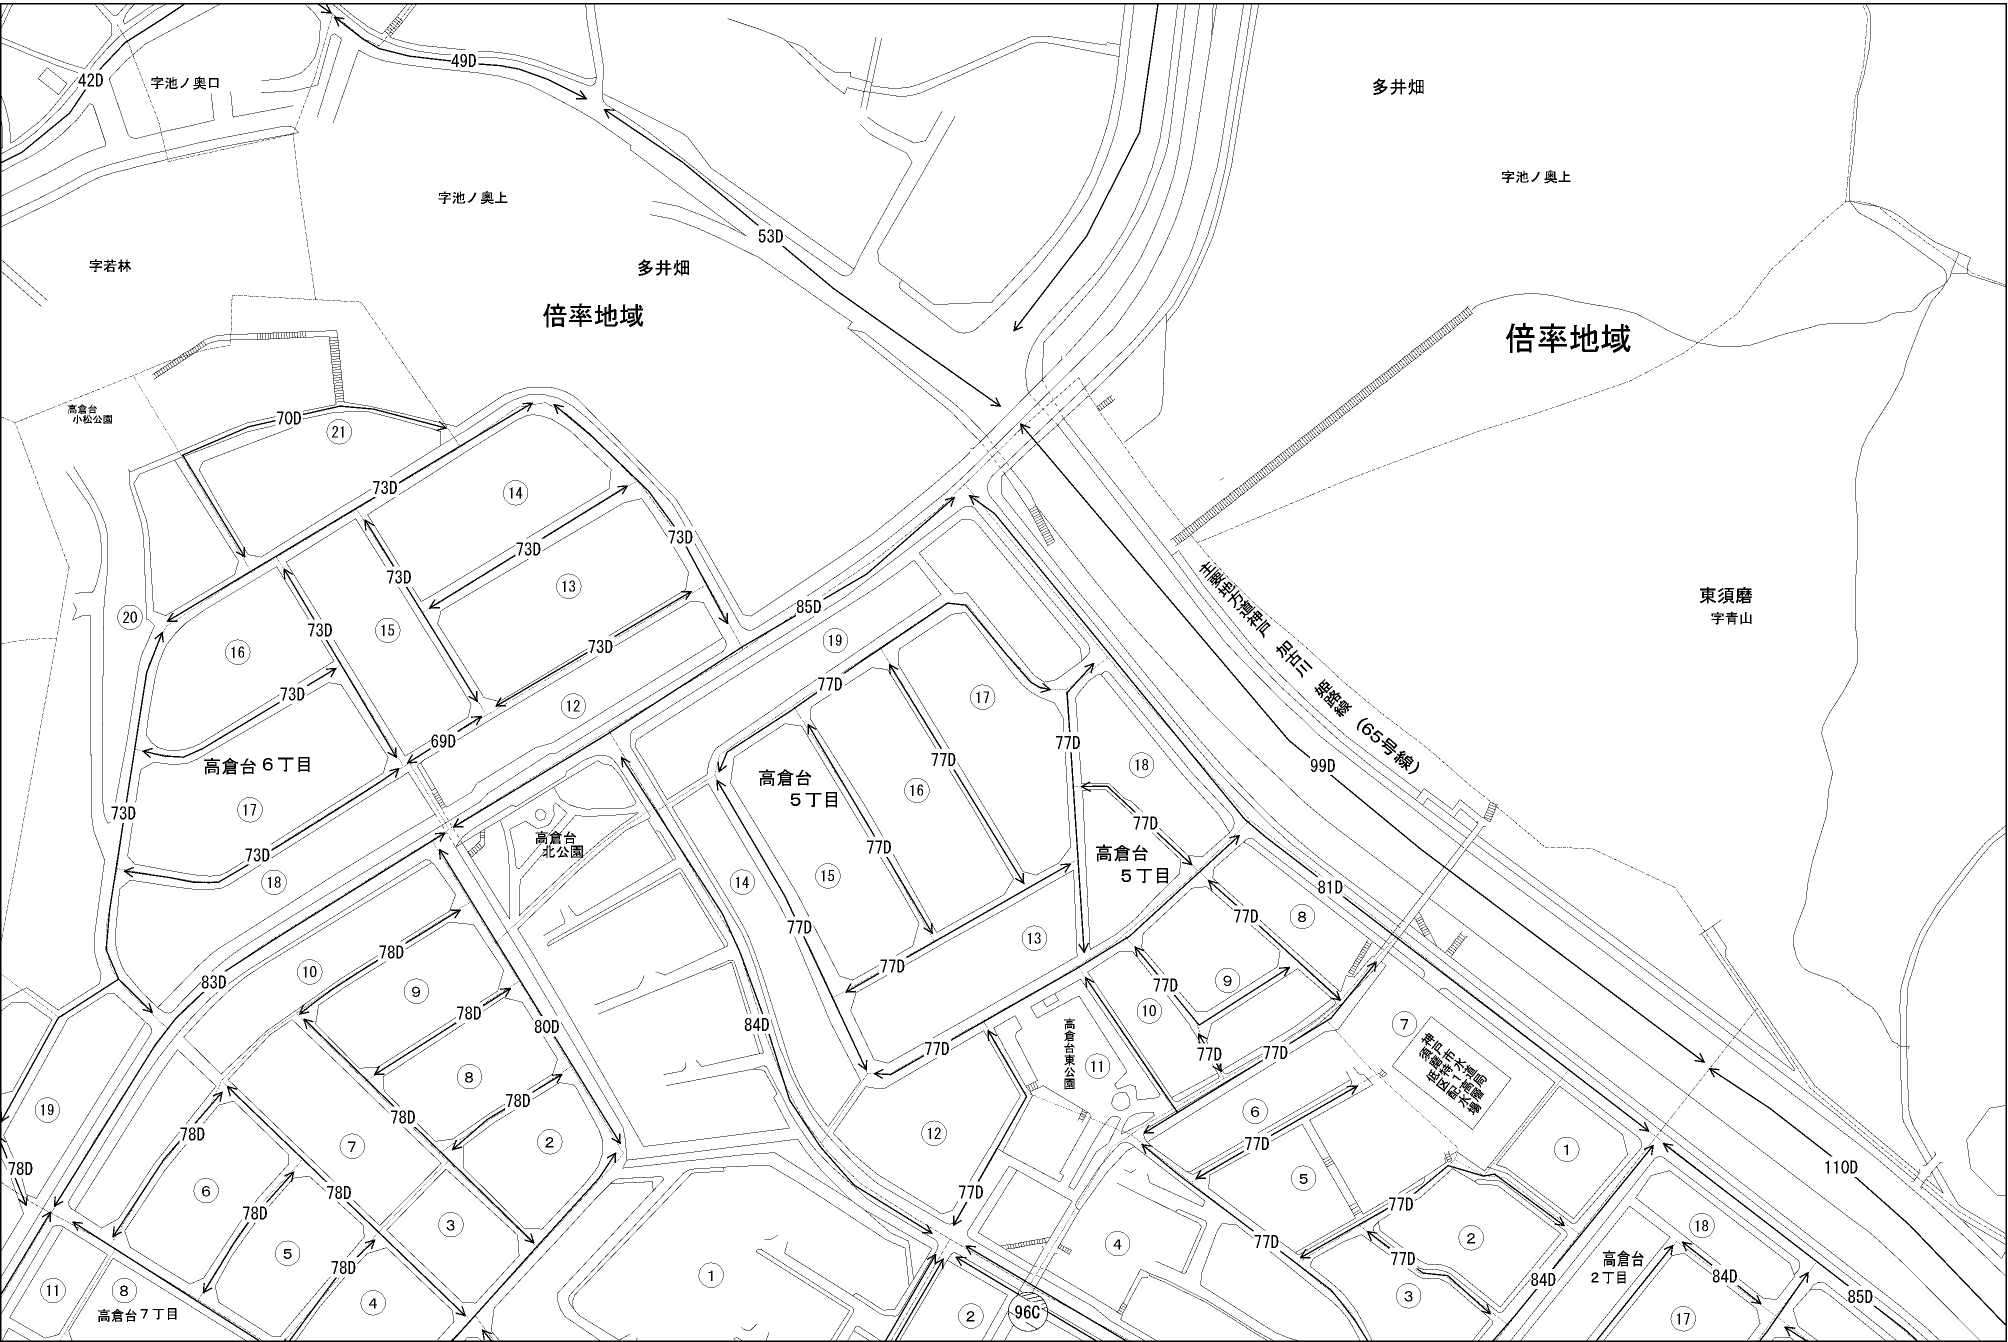 42D
49D
字池ノ奥口
多井畑
字池ノ奥上
字池ノ奥上
53D
字若林
多井畑
倍率地域
倍率地域
高倉台
小松公園
70D
21
73D
14
73D
73D
73D
13
主要地方道神戸 加古川 姫路線 (65号線)
東須磨
字青山
20
73D
15
85D
19
16
73D
73D
77D
17
12
69D
77D
77D
18
99D
高倉台6丁目
高倉台
5丁目
16
17
73D
77D
高倉台
北公園
77D
高倉台
5丁目
73D
18
14
15
81D
77D
8
77D
13
78D
77D
83D
10
9
77D
9
78D
80D
84D
10
高倉台東公園
7
神戸市水道局
須磨特1高層
低区配水場
77D
77D
77D
8
11
19
78D
78D
6
78D
7
2
12
77D
1
78D
110D
6
78D
5
77D
78D
3
77D
18
5
4
77D
2
78D
77D
高倉台
2丁目
11
8
4
1
84D
84D
3
85D
高倉台7丁目
2
96C
17